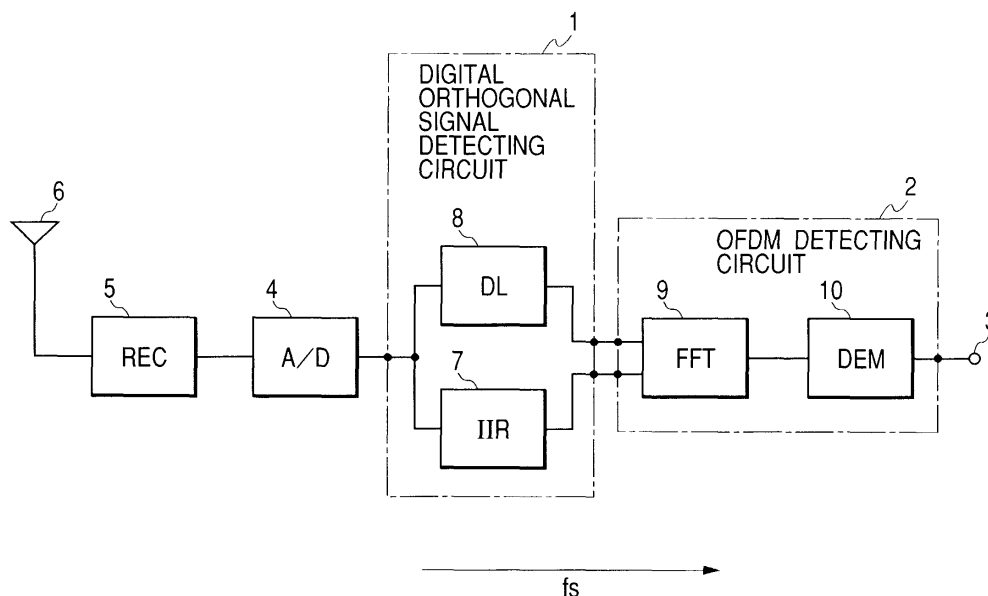 1
DIGITAL
ORTHOGONAL
SIGNAL
DETECTING
CIRCUIT
2
OFDM DETECTING
CIRCUIT
6
5
REC
4
A/D
8
DL
7
IIR
9
FFT
10
DEM
3
fs